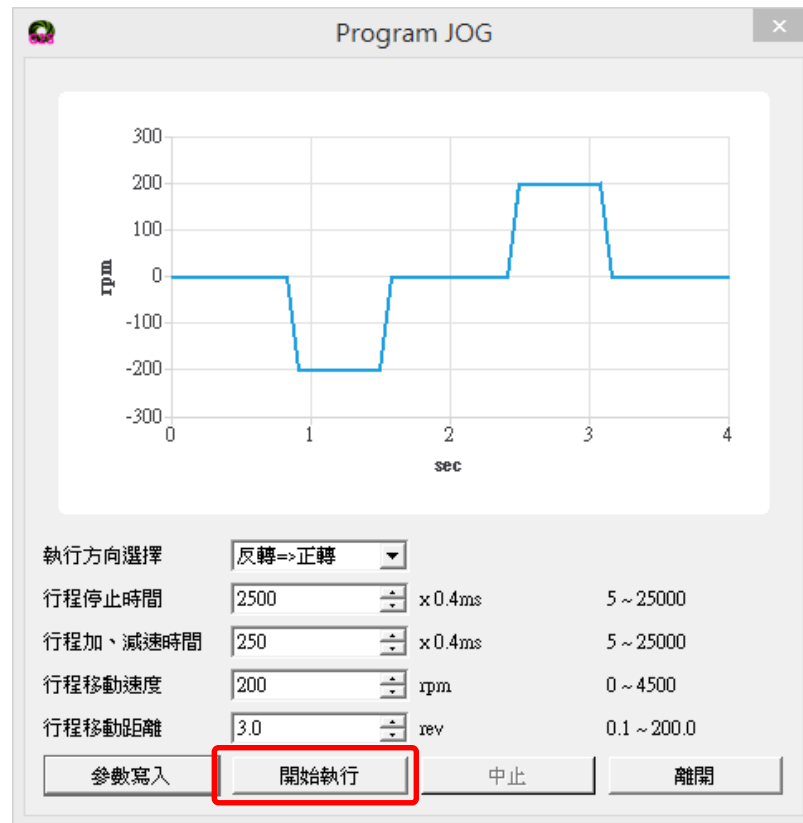 Program JOG
300
200
100
0
-100
-200
-300
rpm
0 1 2 3 4
sec
執行方向選擇 反轉=>正轉
行程停止時間 2500 x 0.4ms 5 ~ 25000
行程加、減速時間 250 x 0.4ms 5 ~ 25000
行程移動速度 200 rpm 0 ~ 4500
行程移動距離 3.0 rev 0.1 ~ 200.0
參數寫入 開始執行 中止 離開